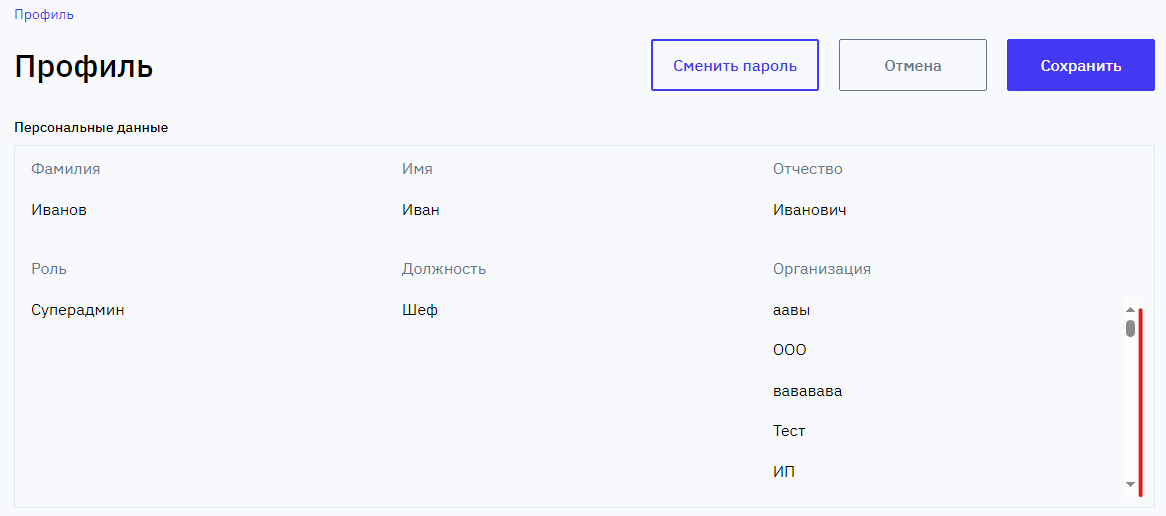 Профиль
Профиль
Сменить пароль
Отмена
Сохранить
Персональные данные
Фамилия
Имя
Отчество
Иванов
Иван
Иванович
Роль
Должность
Организация
Суперадмин
Шеф
аавы
ООО
вавававa
Тест
ИП